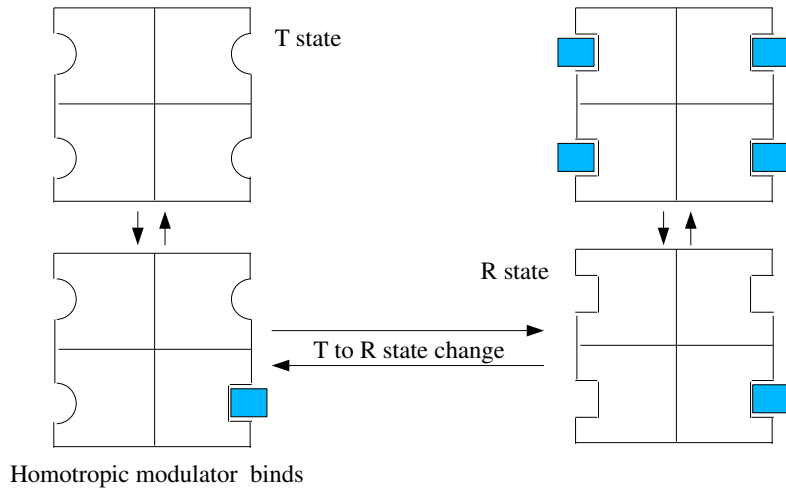 T state
R state
T to R state change
Homotropic modulator binds